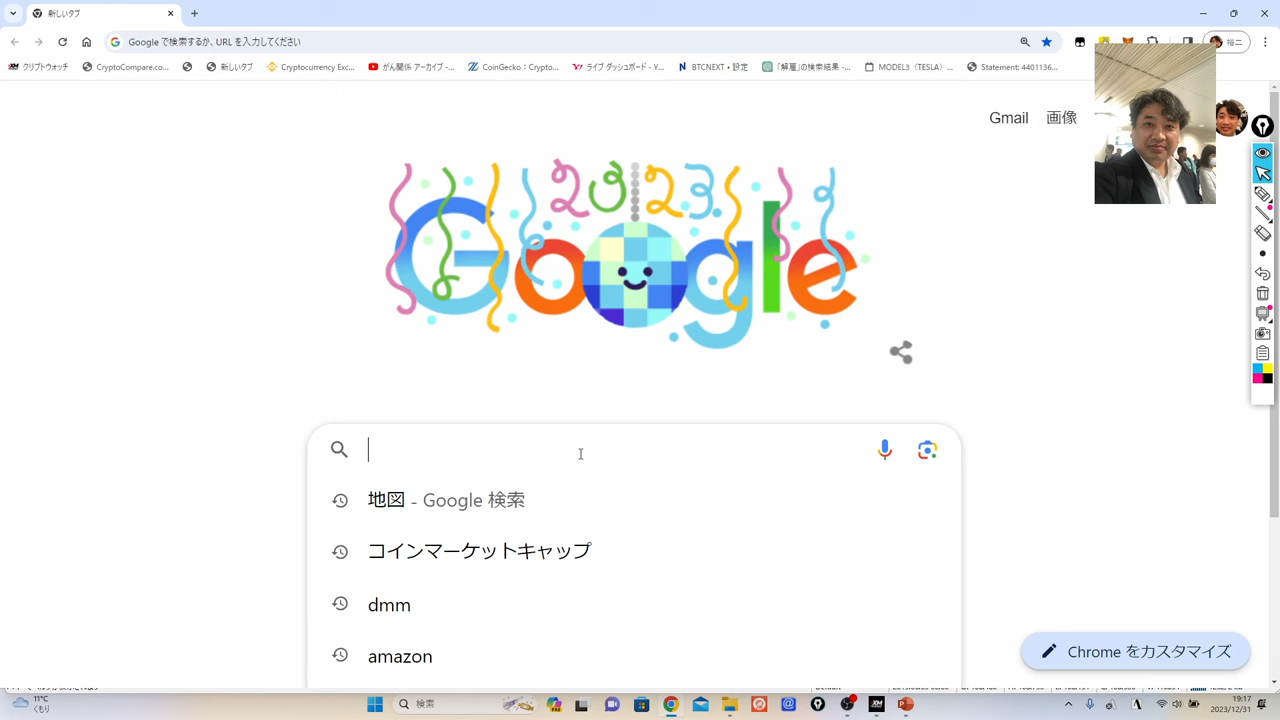 新しいタブ
Google で検索するか、URL を入力してください
裕二
クリプトウォッチ
CryptoCompare.co...
新しいタブ
Cryptocurrency Exc...
がん関係 アーカイブ -...
CoinGecko : Crypto...
ライブ ダッシュボード - Y...
BTCNEXT • 設定
「解雇」の検索結果 -...
MODEL3（TESLA）...
Statement: 4401136...
Gmail 画像
2023
Google
地図 - Google 検索
コインマーケットキャップ
dmm
amazon
Chrome をカスタマイズ
11°C
くもり
検索
XM
A
19:17
2023/12/31